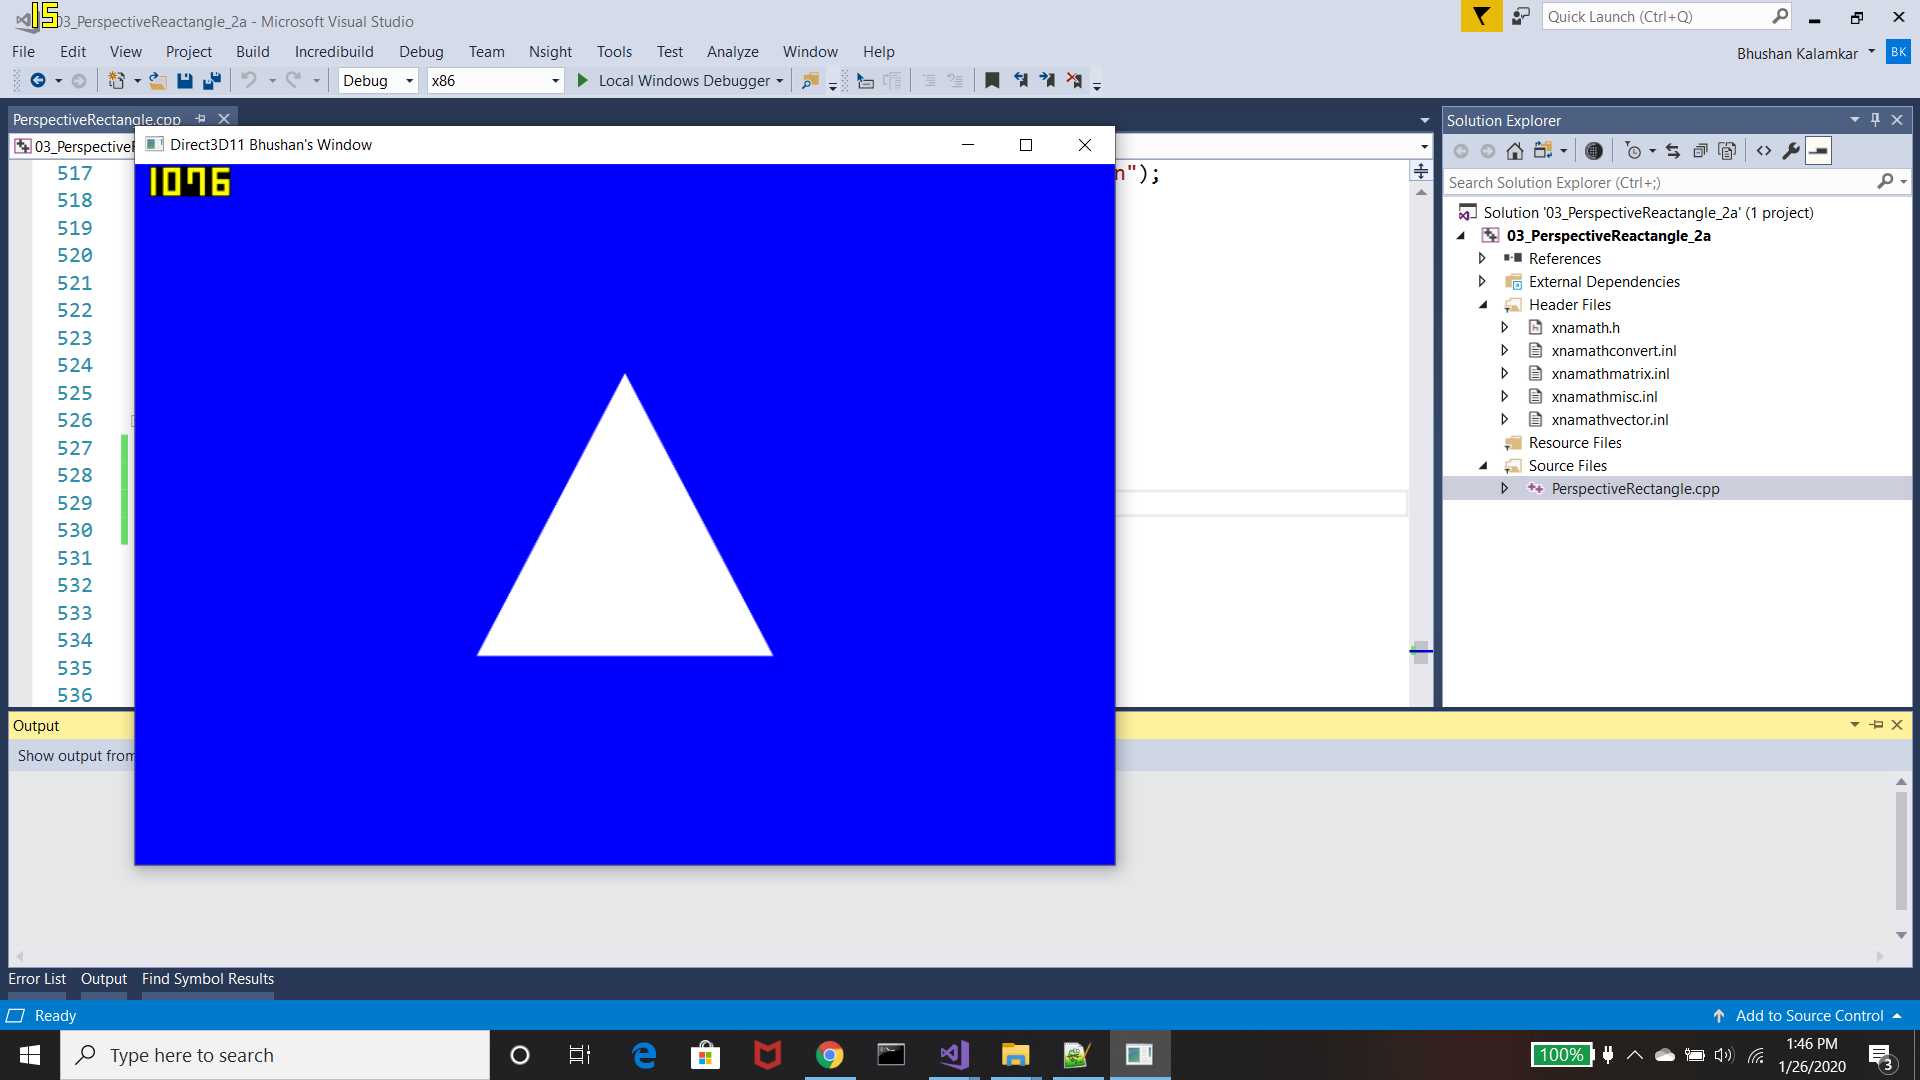 15
03_PerspectiveReactangle_2a - Microsoft Visual Studio
Quick Launch (Ctrl+Q)
File Edit View Project Build Incredibuild Debug Team Nsight Tools Test Analyze Window Help
Bhushan Kalamkar BK
Debug x86 Local Windows Debugger
PerspectiveRectangle.cpp
03_Perspective
Direct3D11 Bhushan's Window
1076
n");
517
518
519
520
521
522
523
524
525
526
527
528
529
530
531
532
533
534
535
536
Solution Explorer
Search Solution Explorer (Ctrl+;)
Solution '03_PerspectiveReactangle_2a' (1 project)
03_PerspectiveReactangle_2a
References
External Dependencies
Header Files
xnamath.h
xnamathconvert.inl
xnamathmatrix.inl
xnamathmisc.inl
xnamathvector.inl
Resource Files
Source Files
PerspectiveRectangle.cpp
Output
Show output from
Error List Output Find Symbol Results
Ready
Add to Source Control
Type here to search
100%
1:46 PM
1/26/2020
3